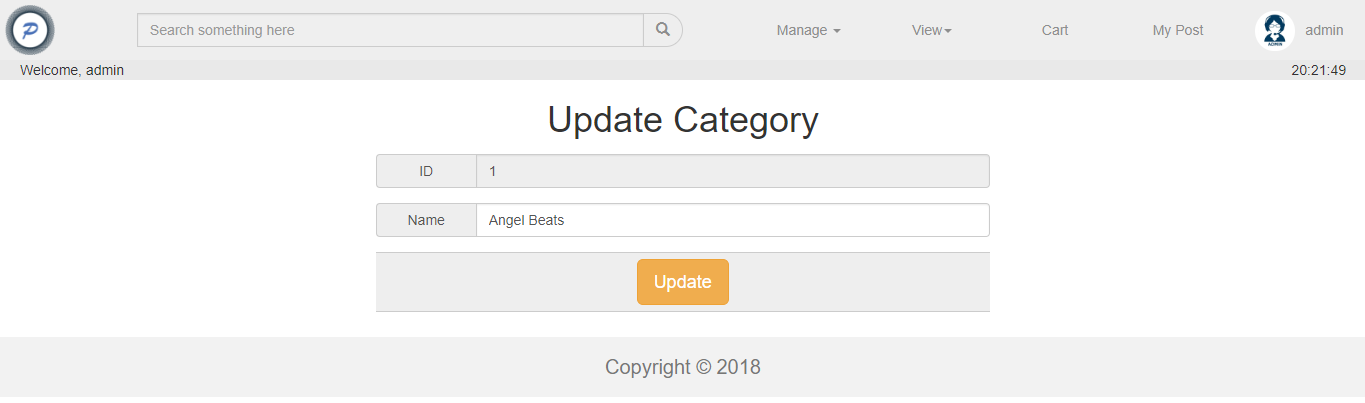 P Search something here Manage View Cart My Post ADMIN admin
Welcome, admin 20:21:49
Update Category
ID 1
Name Angel Beats
Update
Copyright © 2018